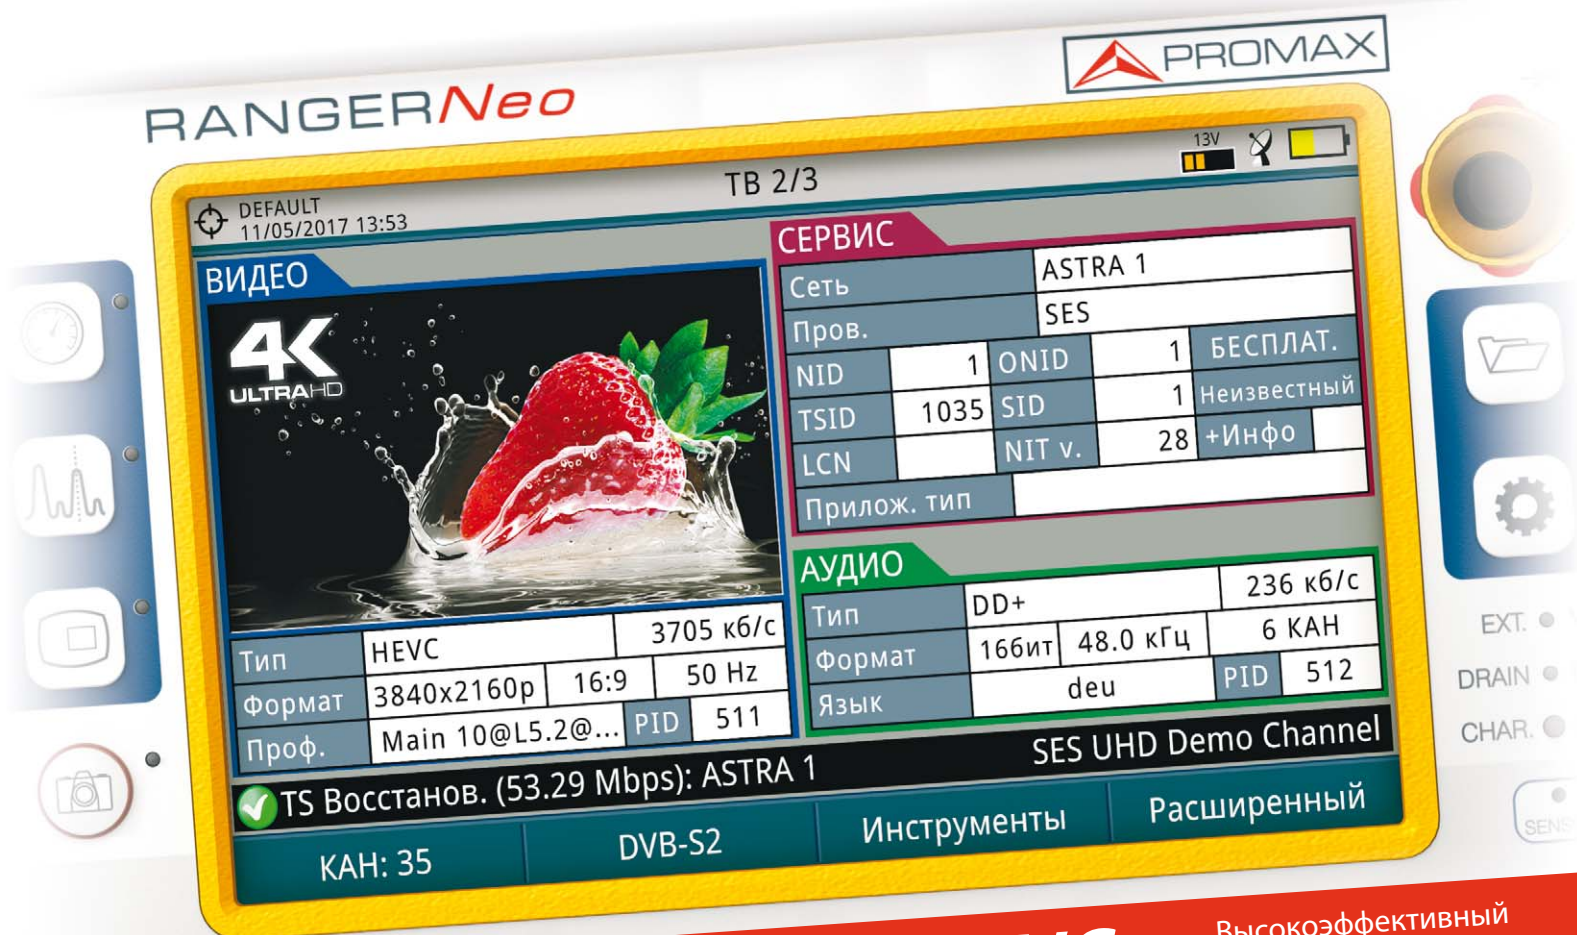 PROMAX
RANGERNeo
DEFAULT
11/05/2017 13:53
ТВ 2/3
13V
ВИДЕО
4K
ULTRAHD
Тип HEVC 3705 кб/с
Формат 3840x2160p 16:9 50 Hz
Проф. Main 10@L5.2@... PID 511
СЕРВИС
Сеть ASTRA 1
Пров. SES
NID 1 ONID 1 БЕСПЛАТ.
TSID 1035 SID 1 Неизвестный
LCN NIT v. 28 +Инфо
Прилож. тип
АУДИО
Тип DD+ 236 кб/с
Формат 16бит 48.0 кГц 6 КАН
Язык deu PID 512
TS Восстанов. (53.29 Mbps): ASTRA 1 SES UHD Demo Channel
КАН: 35 DVB-S2 Инструменты Расширенный
EXT.
DRAIN
CHAR.
Высокоэффективный